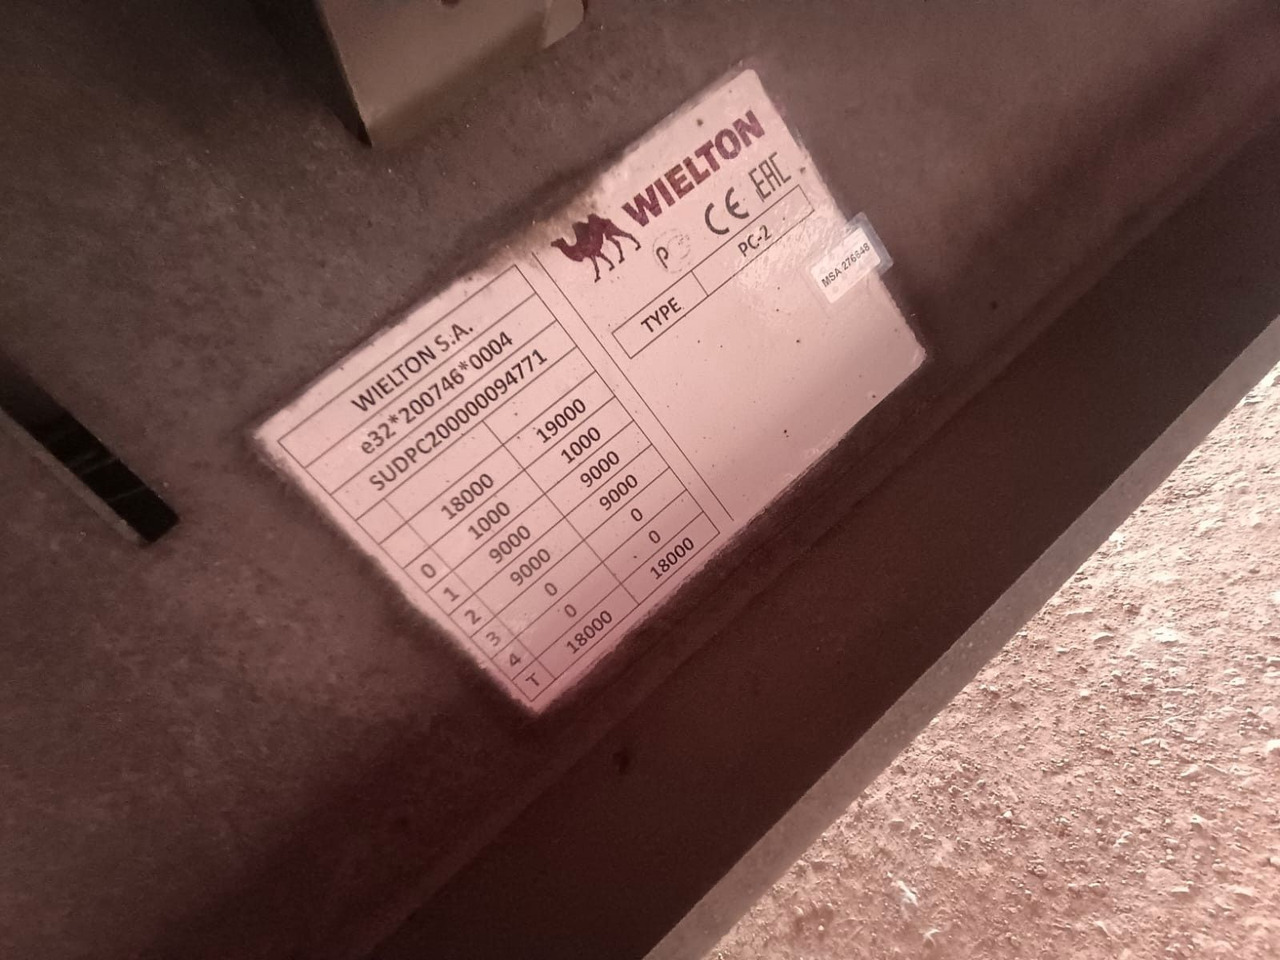 WIELTON S.A.
e32*200746*0004
SUDPC200000094771
18000 19000
0 1000 1000
1 9000 9000
2 9000 9000
3 0 0
4 0 0
T 18000 18000
WIELTON
P CE EAC
TYPE PC-2
MSA 276648